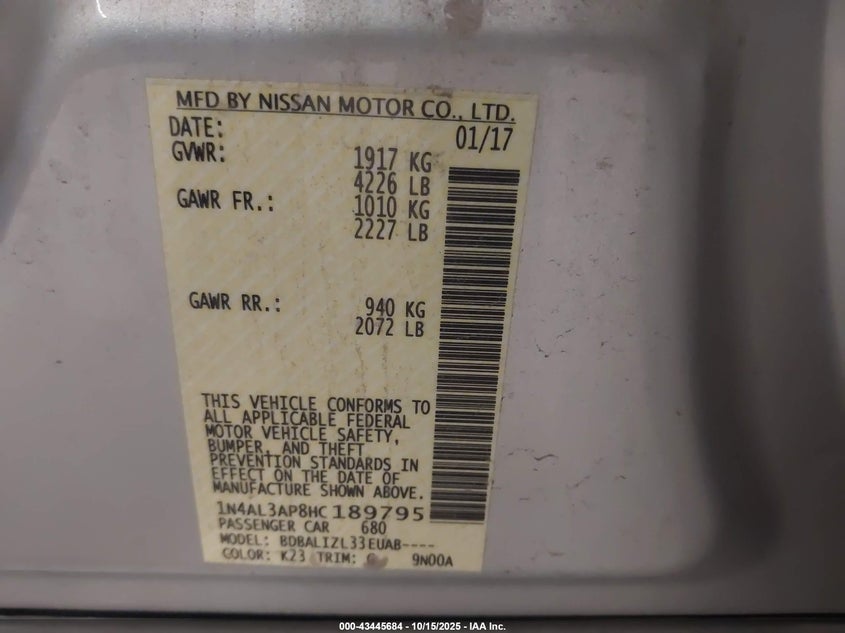 MFD BY NISSAN MOTOR CO., LTD.
DATE: 01/17
GVWR: 1917 KG
4226 LB
GAWR FR.: 1010 KG
2227 LB
GAWR RR.: 940 KG
2072 LB
THIS VEHICLE CONFORMS TO
ALL APPLICABLE FEDERAL
MOTOR VEHICLE SAFETY,
BUMPER, AND THEFT
PREVENTION STANDARDS IN
EFFECT ON THE DATE OF
MANUFACTURE SHOWN ABOVE.
1N4AL3AP8HC189795
PASSENGER CAR 680
MODEL: BDBALIZL33EUAB----
COLOR: K23 TRIM: 9N00A
000-43445684 - 10/15/2025 - IAA Inc.